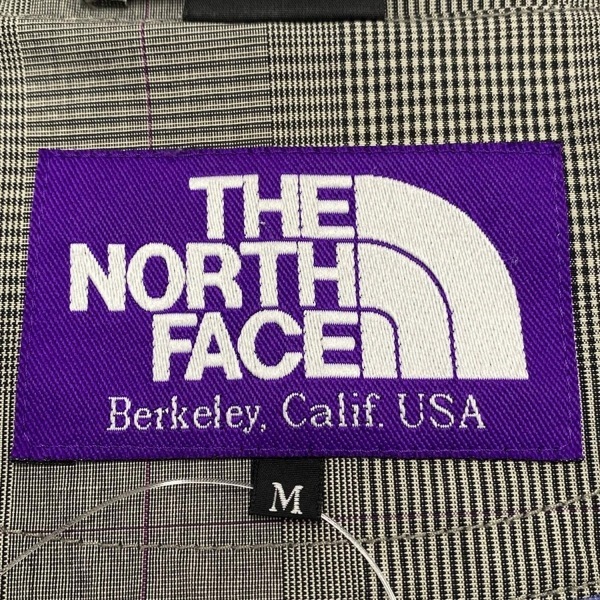 THE
NORTH
FACE
Berkeley, Calif. USA
M